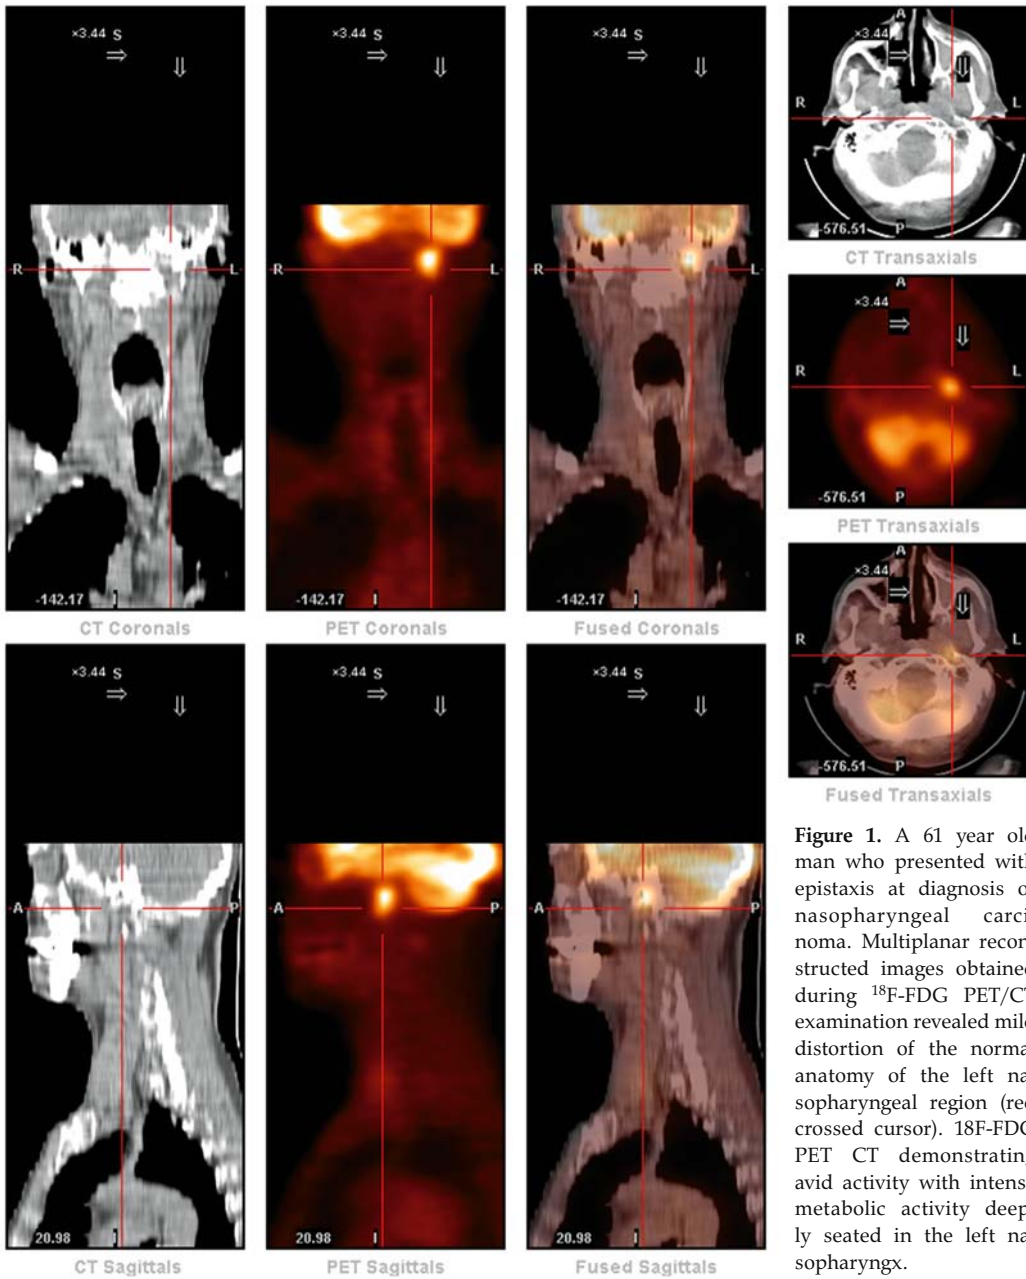 ×3.44 S
⇒
⇓
R
L
-142.17
I
CT Coronals
×3.44 S
⇒
⇓
R
L
-142.17
I
PET Coronals
×3.44 S
⇒
⇓
R
L
-142.17
I
Fused Coronals
A
×3.44
⇒
⇓
R
L
-576.51
P
CT Transaxials
A
×3.44
⇒
⇓
R
L
-576.51
P
PET Transaxials
A
×3.44
⇒
⇓
R
L
-576.51
P
Fused Transaxials
×3.44 S
⇒
⇓
A
P
20.98
I
CT Sagittals
×3.44 S
⇒
⇓
A
P
20.98
I
PET Sagittals
×3.44 S
⇒
⇓
A
P
20.98
I
Fused Sagittals
Figure 1. A 61 year old
man who presented with
epistaxis at diagnosis of
nasopharyngeal carci
noma. Multiplanar recon
structed images obtained
during 18F-FDG PET/CT
examination revealed mild
distortion of the normal
anatomy of the left na
sopharyngeal region (red
crossed cursor). 18F-FDG
PET CT demonstrating
avid activity with intense
metabolic activity deep
ly seated in the left na
sopharynx.